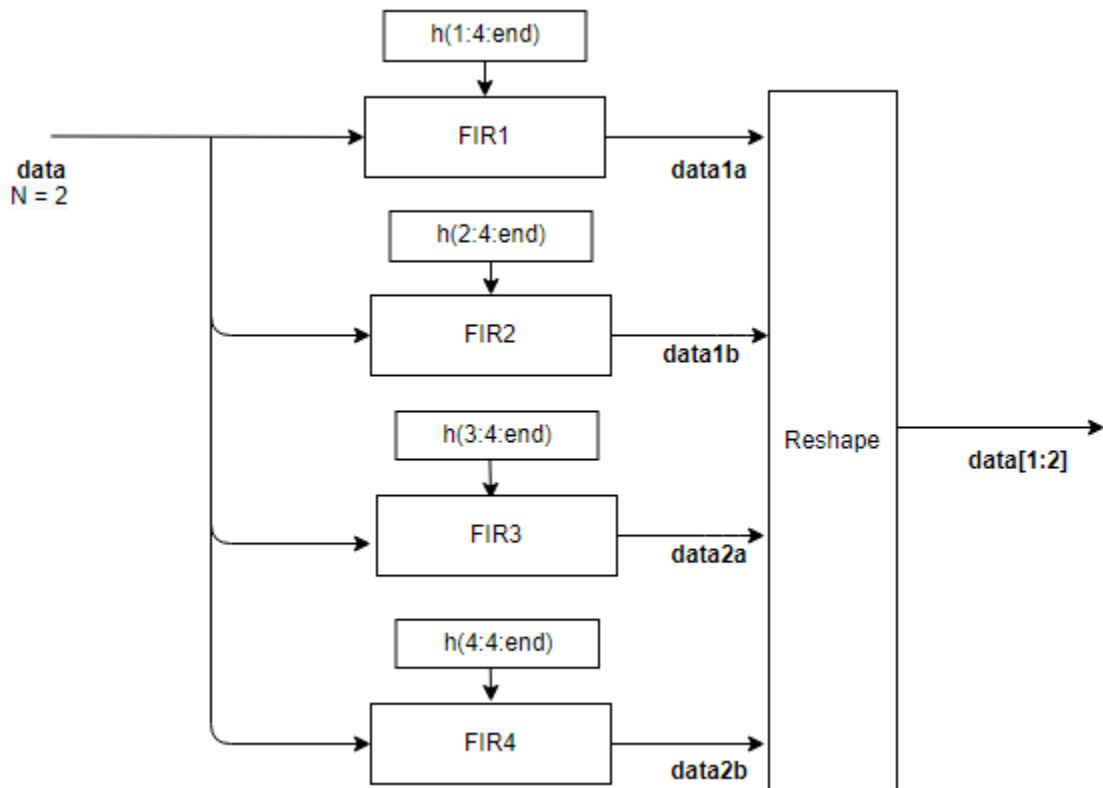 h(1:4:end)
FIR1
data
N = 2
data1a
h(2:4:end)
FIR2
data1b
h(3:4:end)
FIR3
data2a
Reshape
data[1:2]
h(4:4:end)
FIR4
data2b